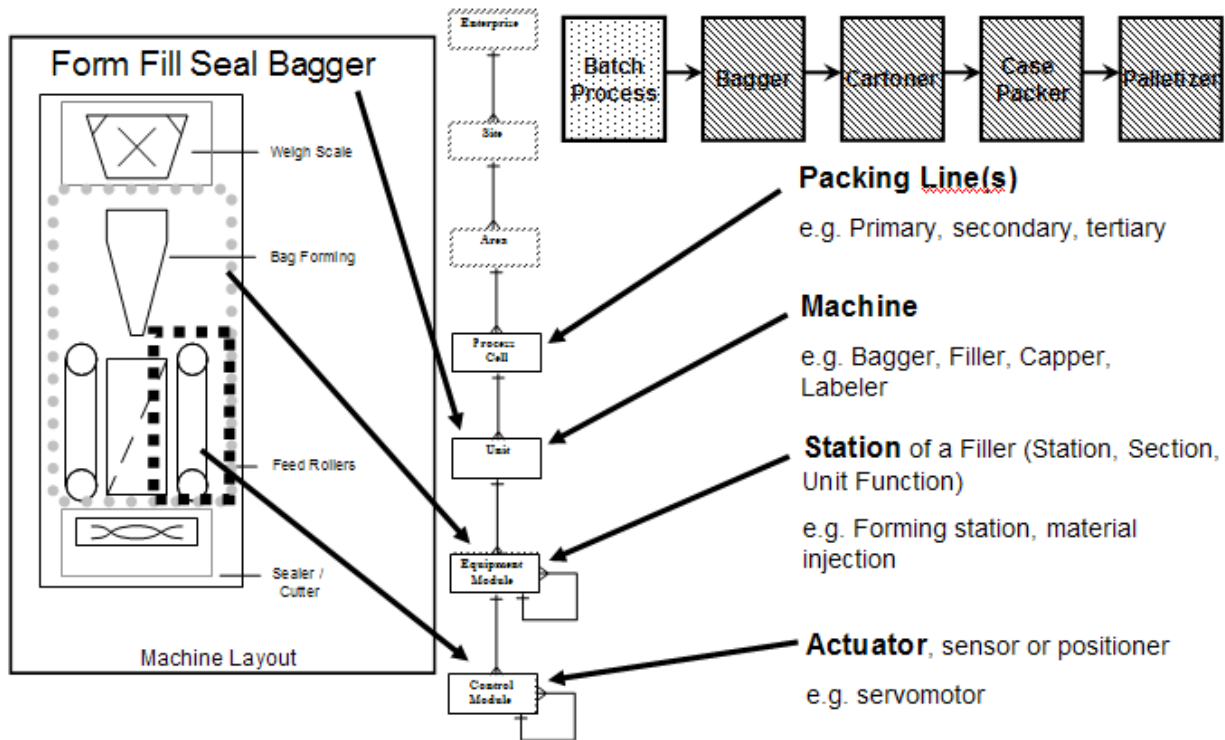 Form Fill Seal Bagger
Weigh Scale
Bag Forming
Feed Rollers
Sealer /
Cutter
Machine Layout
Enterprise
Site
Area
Process
Cell
Unit
Equipment
Module
Control
Module
Batch
Process
Bagger
Cartoner
Case
Packer
Palletizer
Packing Line(s)
e.g. Primary, secondary, tertiary
Machine
e.g. Bagger, Filler, Capper,
Labeler
Station of a Filler (Station, Section,
Unit Function)
e.g. Forming station, material
injection
Actuator, sensor or positioner
e.g. servomotor